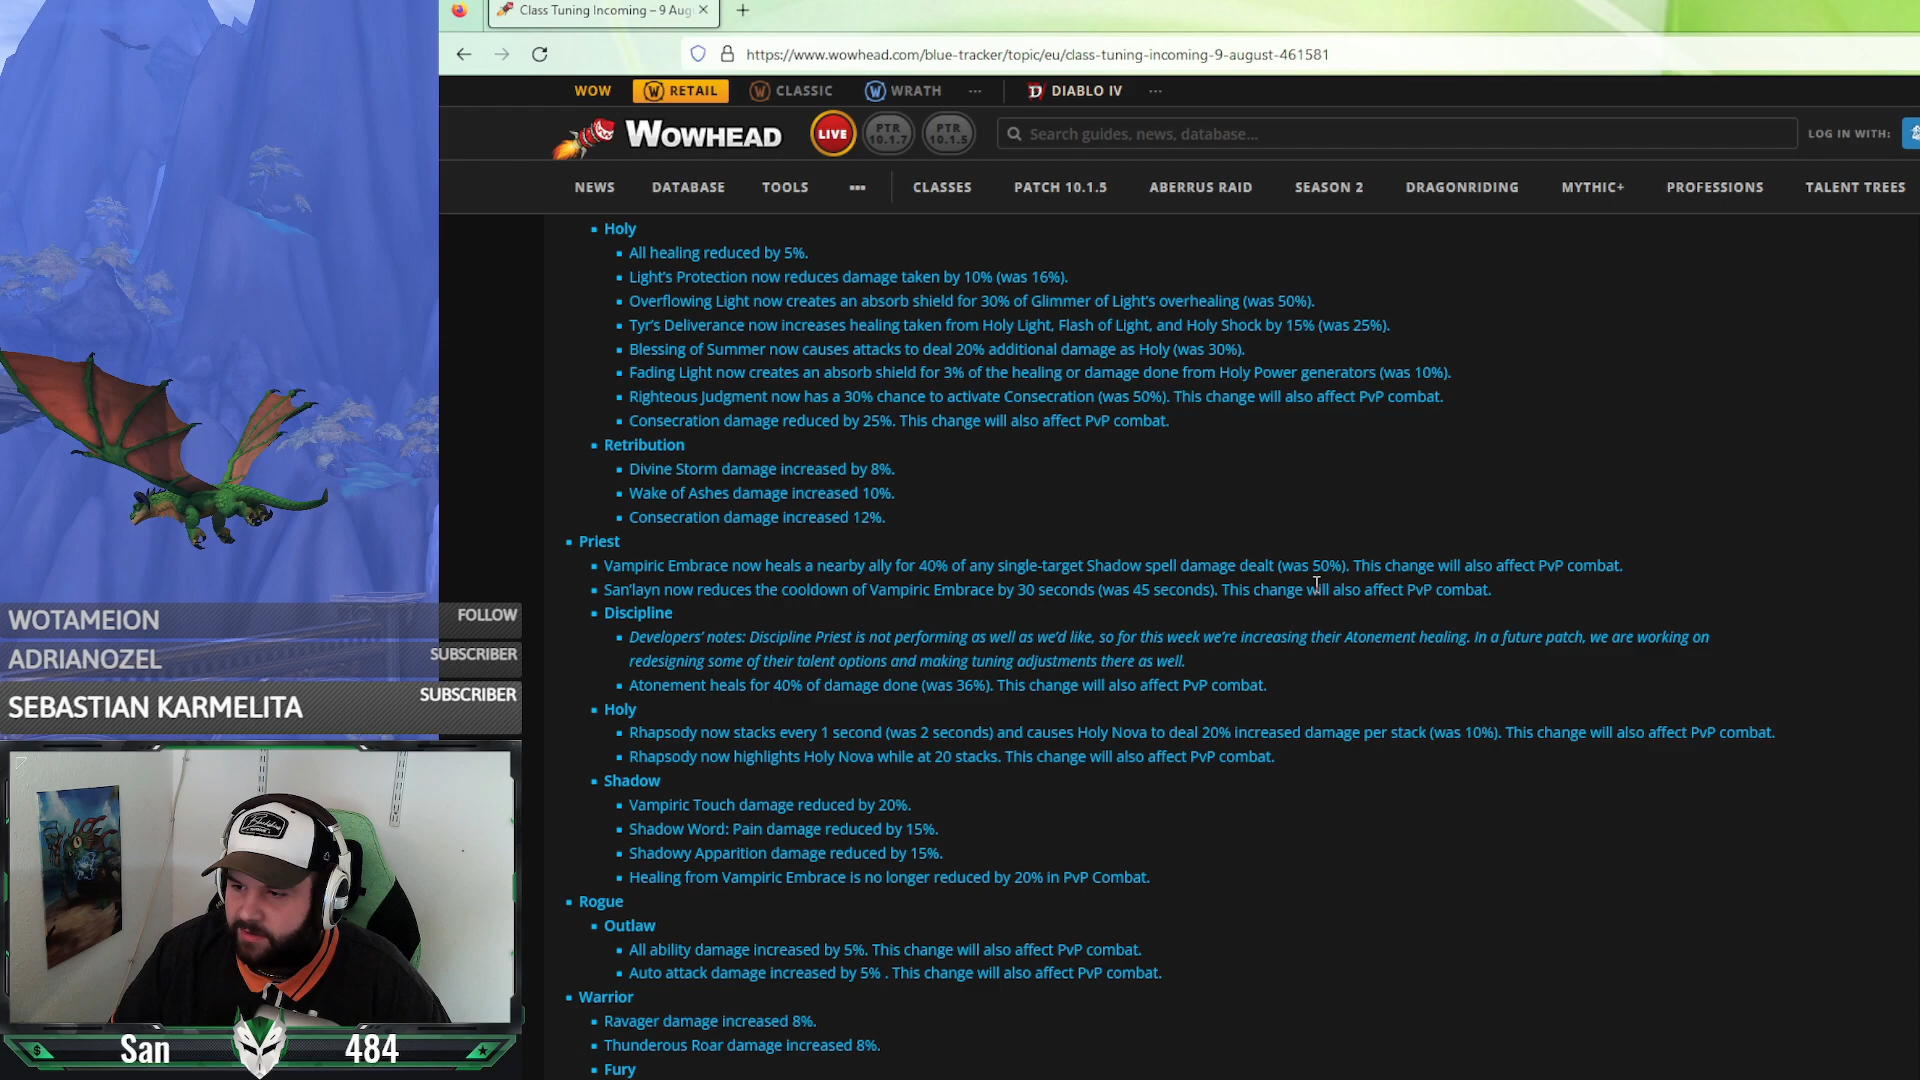 Class Tuning Incoming – 9 Aug
https://www.wowhead.com/blue-tracker/topic/eu/class-tuning-incoming-9-august-461581
WOW RETAIL CLASSIC WRATH ... DIABLO IV ...
WOWHEAD LIVE PTR 10.1.7 PTR 10.1.5 Search guides, news, database... LOG IN WITH:
NEWS DATABASE TOOLS ... CLASSES PATCH 10.1.5 ABERRUS RAID SEASON 2 DRAGONRIDING MYTHIC+ PROFESSIONS TALENT TREES
Holy
All healing reduced by 5%.
Light's Protection now reduces damage taken by 10% (was 16%).
Overflowing Light now creates an absorb shield for 30% of Glimmer of Light's overhealing (was 50%).
Tyr's Deliverance now increases healing taken from Holy Light, Flash of Light, and Holy Shock by 15% (was 25%).
Blessing of Summer now causes attacks to deal 20% additional damage as Holy (was 30%).
Fading Light now creates an absorb shield for 3% of the healing or damage done from Holy Power generators (was 10%).
Righteous Judgment now has a 30% chance to activate Consecration (was 50%). This change will also affect PvP combat.
Consecration damage reduced by 25%. This change will also affect PvP combat.
Retribution
Divine Storm damage increased by 8%.
Wake of Ashes damage increased 10%.
Consecration damage increased 12%.
Priest
Vampiric Embrace now heals a nearby ally for 40% of any single-target Shadow spell damage dealt (was 50%). This change will also affect PvP combat.
San'layn now reduces the cooldown of Vampiric Embrace by 30 seconds (was 45 seconds). This change will also affect PvP combat.
Discipline
Developers' notes: Discipline Priest is not performing as well as we'd like, so for this week we're increasing their Atonement healing. In a future patch, we are working on
redesigning some of their talent options and making tuning adjustments there as well.
Atonement heals for 40% of damage done (was 36%). This change will also affect PvP combat.
Holy
Rhapsody now stacks every 1 second (was 2 seconds) and causes Holy Nova to deal 20% increased damage per stack (was 10%). This change will also affect PvP combat.
Rhapsody now highlights Holy Nova while at 20 stacks. This change will also affect PvP combat.
Shadow
Vampiric Touch damage reduced by 20%.
Shadow Word: Pain damage reduced by 15%.
Shadowy Apparition damage reduced by 15%.
Healing from Vampiric Embrace is no longer reduced by 20% in PvP Combat.
Rogue
Outlaw
All ability damage increased by 5%. This change will also affect PvP combat.
Auto attack damage increased by 5% . This change will also affect PvP combat.
Warrior
Ravager damage increased 8%.
Thunderous Roar damage increased 8%.
Fury
WOTAMEION FOLLOW
ADRIANOZEL SUBSCRIBER
SEBASTIAN KARMELITA SUBSCRIBER
San 484